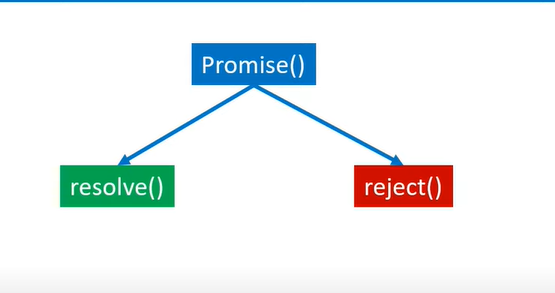 Promise()
resolve()
reject()